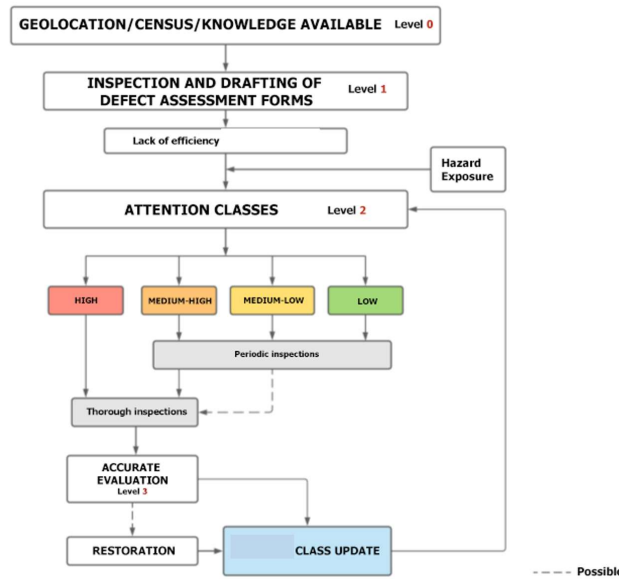 GEOLOCATION/CENSUS/KNOWLEDGE AVAILABLE Level 0
INSPECTION AND DRAFTING OF
DEFECT ASSESSMENT FORMS
Level 1
Lack of efficiency
Hazard
Exposure
ATTENTION CLASSES Level 2
HIGH
MEDIUM-HIGH
MEDIUM-LOW
LOW
Periodic inspections
Thorough inspections
ACCURATE
EVALUATION
Level 3
RESTORATION
CLASS UPDATE
Possible